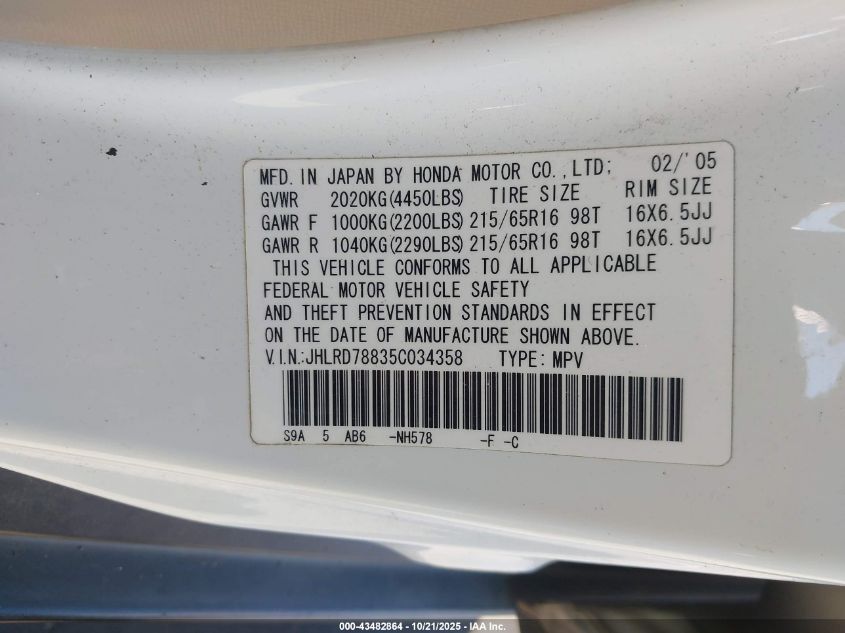 MFD. IN JAPAN BY HONDA MOTOR CO., LTD: 02/'05
GVWR 2020KG(4450LBS) TIRE SIZE RIM SIZE
GAWR F 1000KG(2200LBS) 215/65R16 98T 16X6.5JJ
GAWR R 1040KG(2290LBS) 215/65R16 98T 16X6.5JJ
THIS VEHICLE CONFORMS TO ALL APPLICABLE
FEDERAL MOTOR VEHICLE SAFETY
AND THEFT PREVENTION STANDARDS IN EFFECT
ON THE DATE OF MANUFACTURE SHOWN ABOVE.
V.I.N.:JHLRD78835C034358 TYPE: MPV
S9A 5 AB6 -NH578 -F -C
000-43482864 - 10/21/2025 - IAA Inc.